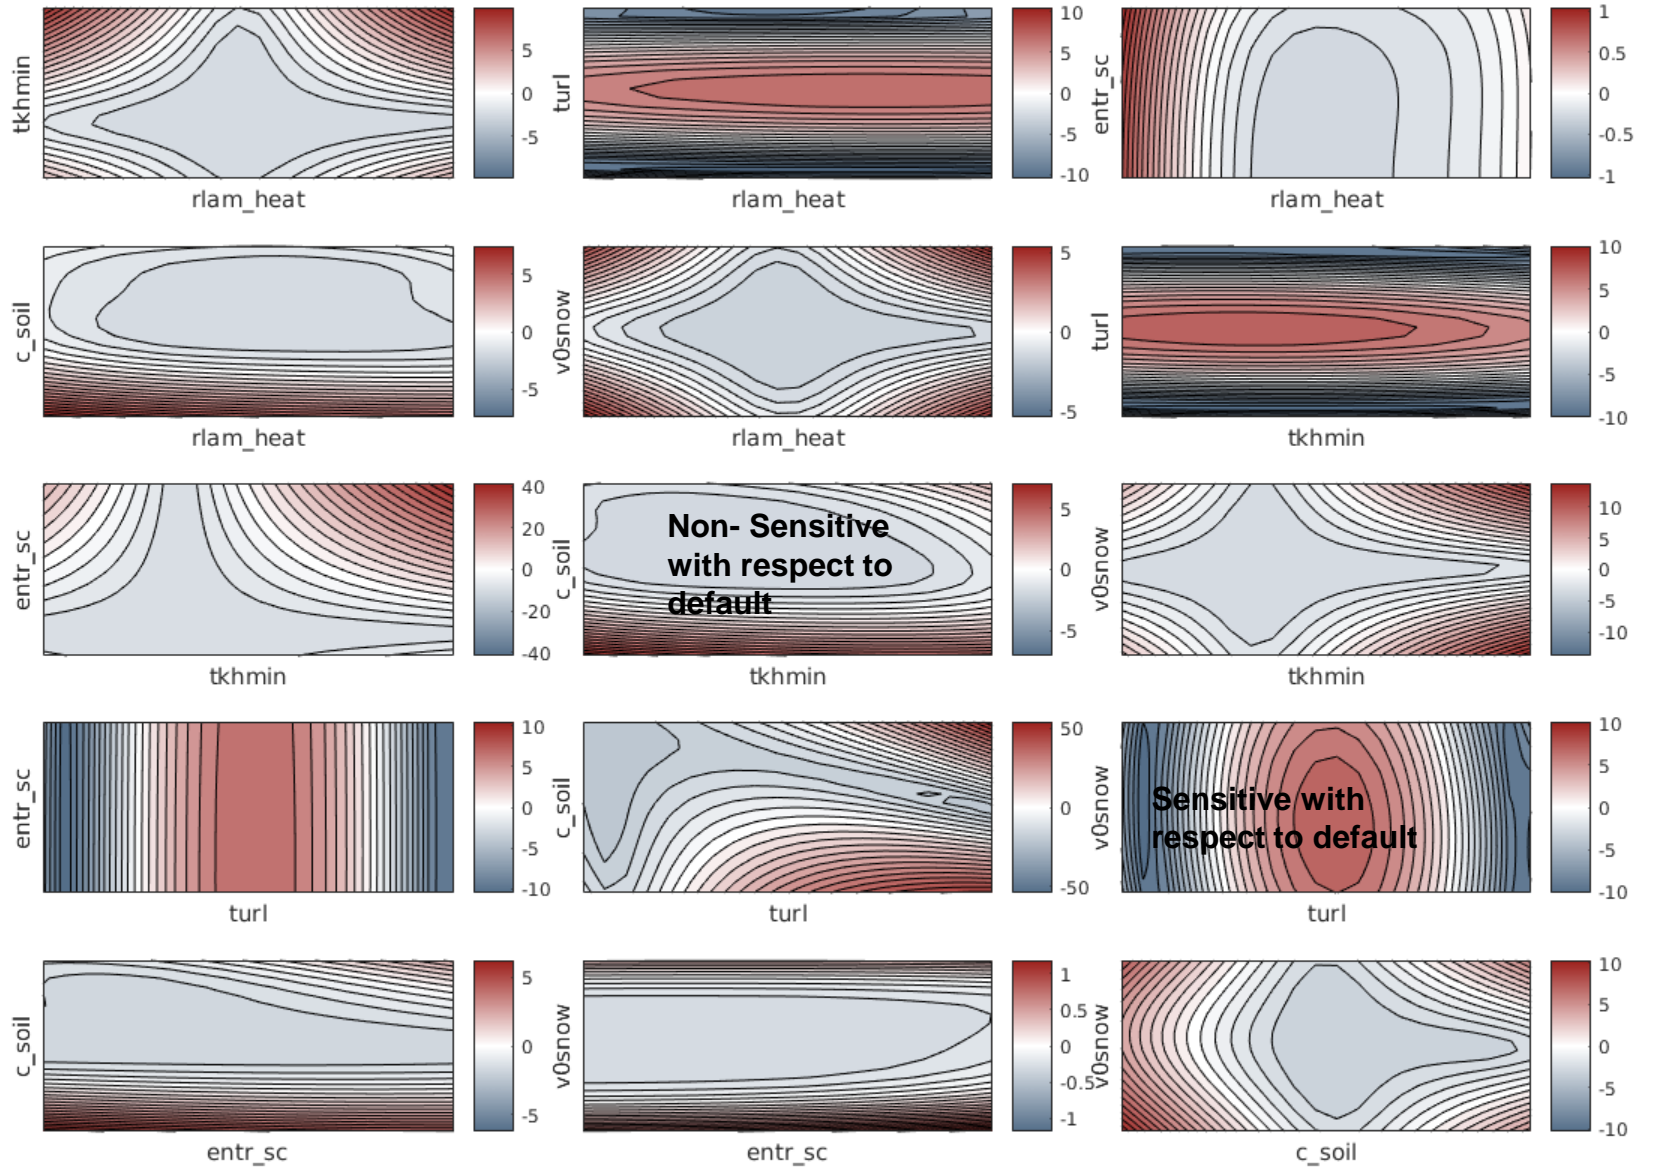 tkhmin
5
0
-5
rlam_heat
turl
10
5
0
-5
-10
rlam_heat
entr_sc
1
0.5
0
-0.5
-1
rlam_heat
c_soil
5
0
-5
rlam_heat
v0snow
5
0
-5
rlam_heat
turl
10
5
0
-5
-10
tkhmin
entr_sc
40
20
0
-20
-40
tkhmin
c_soil
Non- Sensitive
with respect to
default
5
0
-5
tkhmin
v0snow
10
5
0
-5
-10
tkhmin
entr_sc
10
5
0
-5
-10
turl
c_soil
50
0
-50
turl
v0snow
Sensitive with
respect to default
10
5
0
-5
-10
turl
c_soil
5
0
-5
entr_sc
v0snow
1
0.5
0
-0.5
-1
entr_sc
v0snow
10
5
0
-5
-10
c_soil